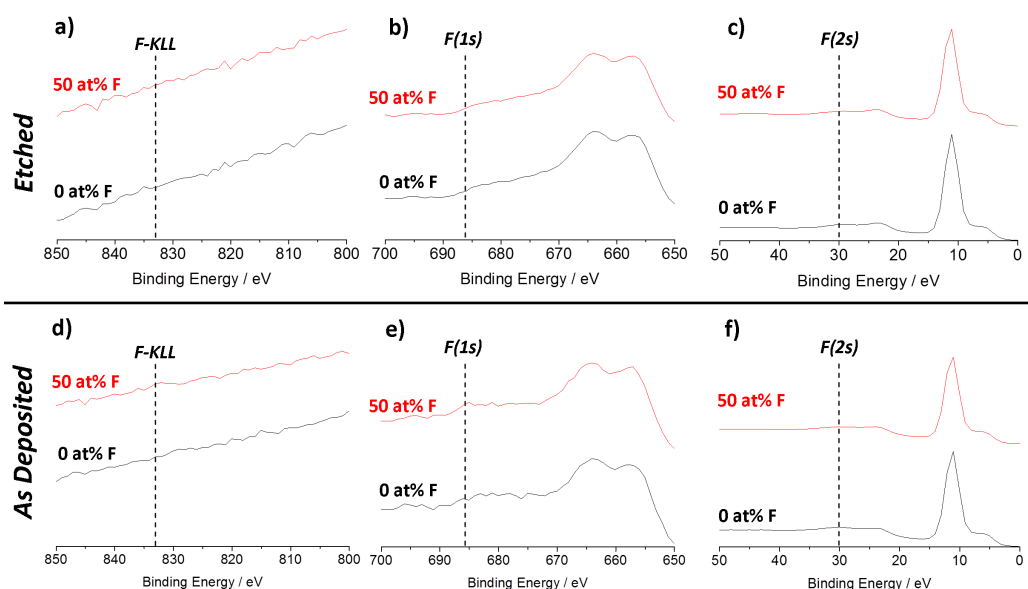 a)
F-KLL
50 at% F
0 at% F
850 840 830 820 810 800
Binding Energy / eV
b)
F(1s)
50 at% F
0 at% F
700 690 680 670 660 650
Binding Energy / eV
c)
F(2s)
50 at% F
0 at% F
50 40 30 20 10 0
Binding Energy / eV
Etched
d)
F-KLL
50 at% F
0 at% F
850 840 830 820 810 800
Binding Energy / eV
e)
F(1s)
50 at% F
0 at% F
700 690 680 670 660 650
Binding Energy / eV
f)
F(2s)
50 at% F
0 at% F
50 40 30 20 10 0
Binding Energy / eV
As Deposited